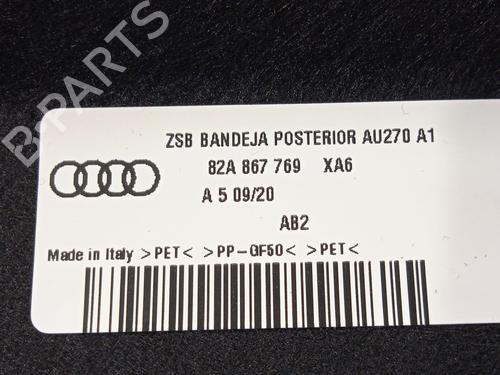 ZSB BANDEJA POSTERIOR AU270 A1
82A 867 769 XA6
A 5 09/20
AB2
Made in Italy >PET< >PP-GF50< >PET<
B-PARTS